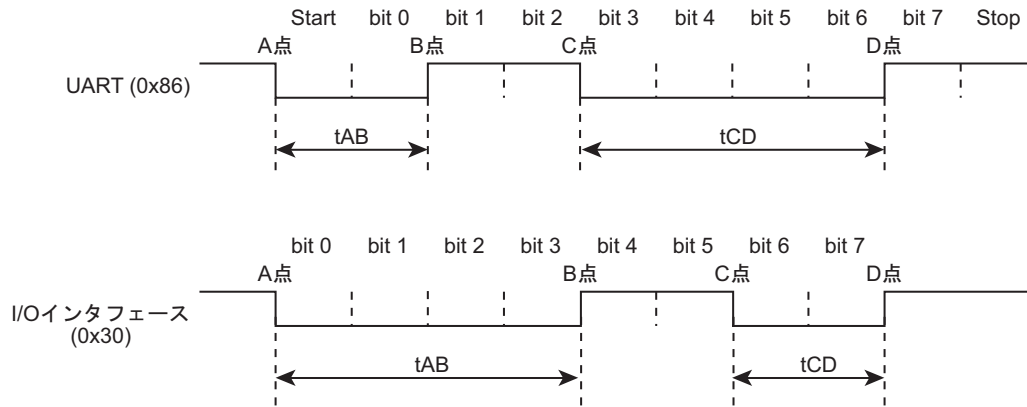 Start bit 0 bit 1 bit 2 bit 3 bit 4 bit 5 bit 6 bit 7 Stop
A点 B点 C点 D点
UART (0x86)
tAB tCD
bit 0 bit 1 bit 2 bit 3 bit 4 bit 5 bit 6 bit 7
A点 B点 C点 D点
I/Oインタフェース
(0x30)
tAB tCD